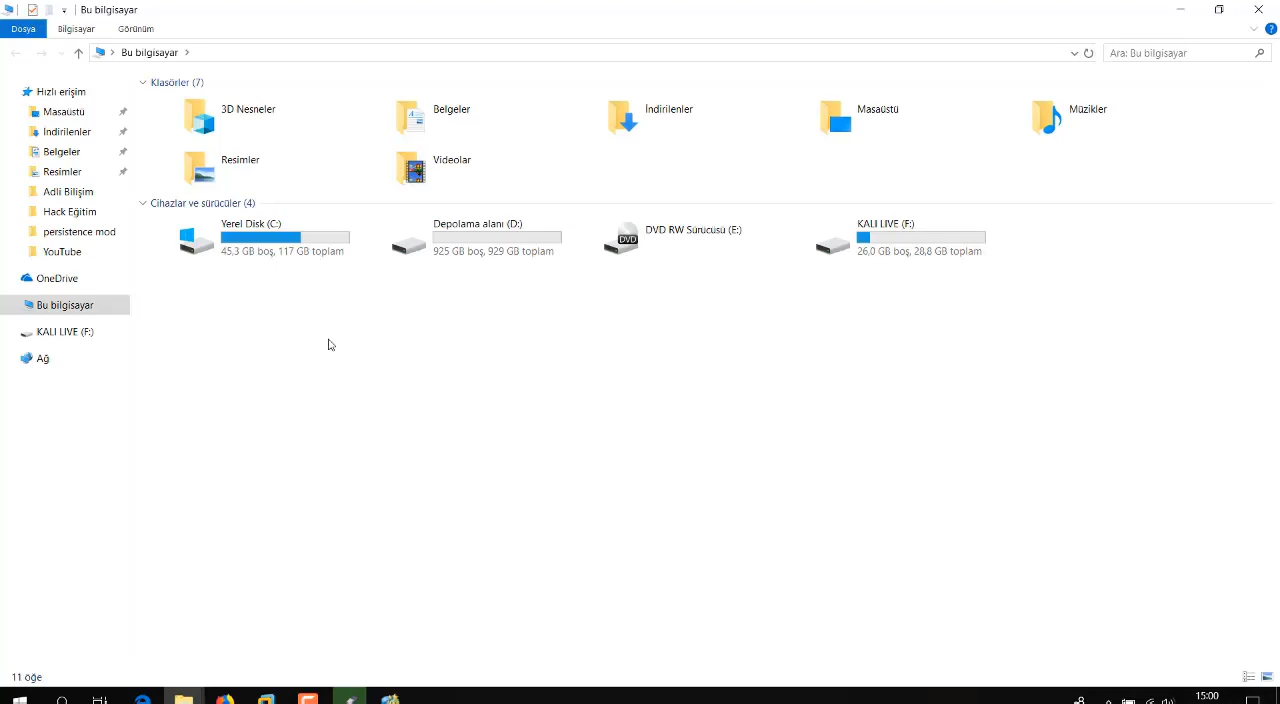 Bu bilgisayar
Dosya Bilgisayar Görünüm
Bu bilgisayar
Ara: Bu bilgisayar
Hızlı erişim
Masaüstü
İndirilenler
Belgeler
Resimler
Adli Bilişim
Hack Eğitim
persistence mod
YouTube
OneDrive
Bu bilgisayar
KALI LIVE (F:)
Ağ
Klasörler (7)
3D Nesneler
Belgeler
İndirilenler
Masaüstü
Müzikler
Resimler
Videolar
Cihazlar ve sürücüler (4)
Yerel Disk (C:)
45,3 GB boş, 117 GB toplam
Depolama alanı (D:)
925 GB boş, 929 GB toplam
DVD
DVD RW Sürücüsü (E:)
KALI LIVE (F:)
26,0 GB boş, 28,8 GB toplam
11 öğe
15:00